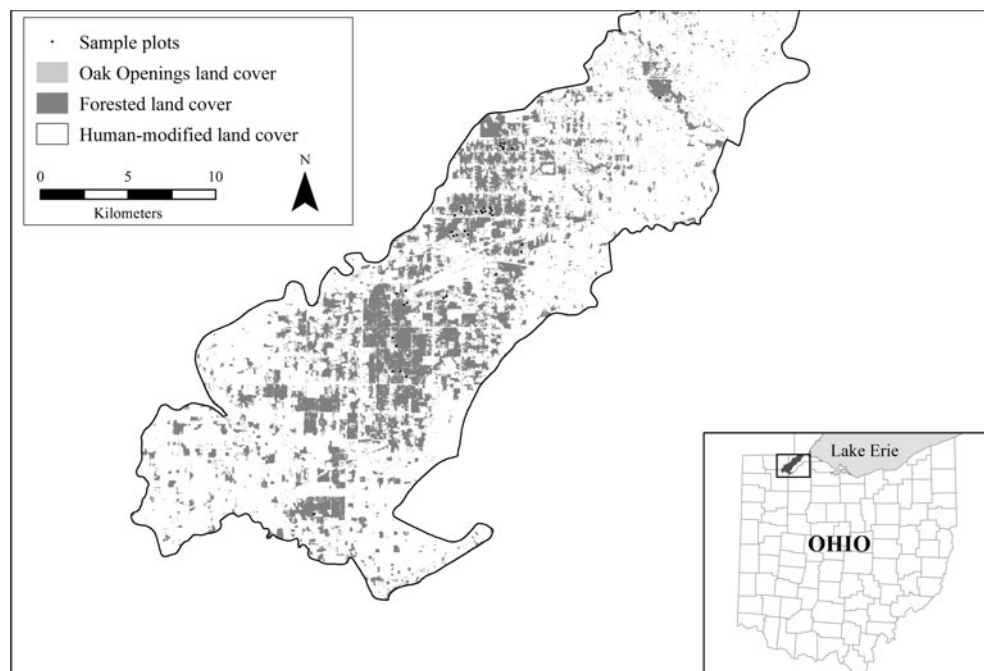 Sample plots
Oak Openings land cover
Forested land cover
Human-modified land cover
0 5 10
Kilometers
N
Lake Erie
OHIO